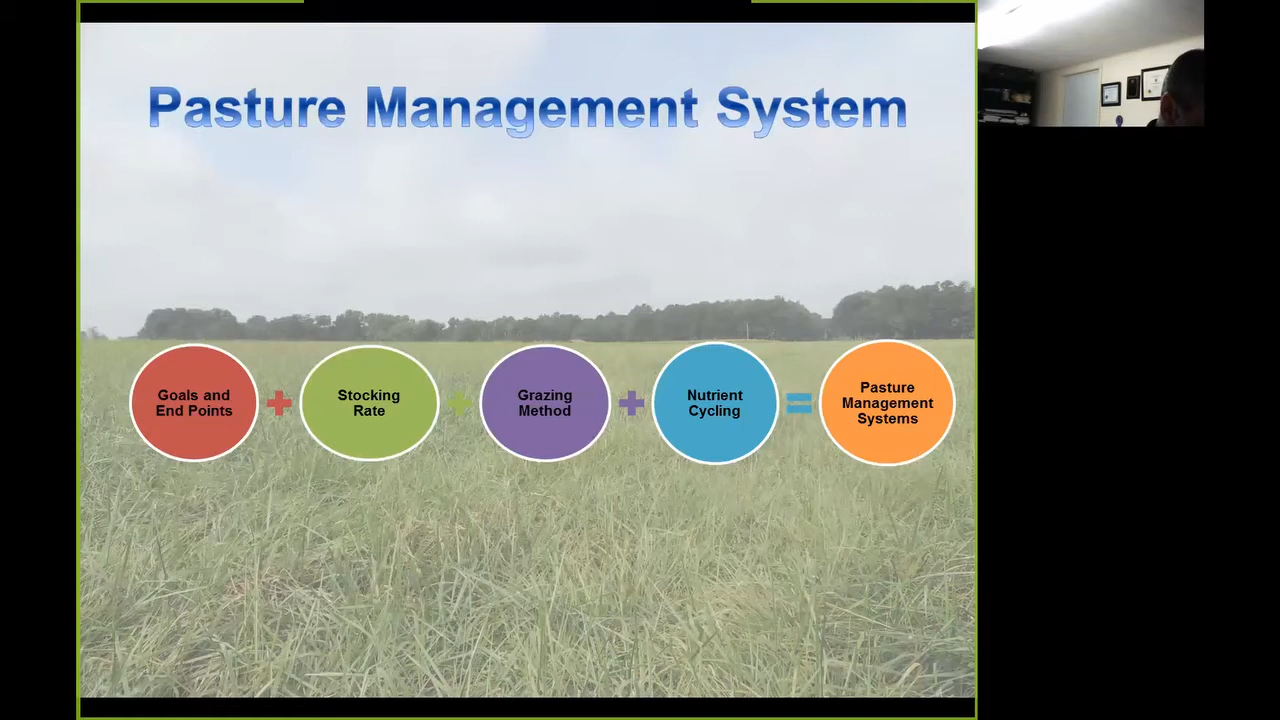 Pasture Management System
Goals and
End Points
Stocking
Rate
Grazing
Method
Nutrient
Cycling
Pasture
Management
Systems